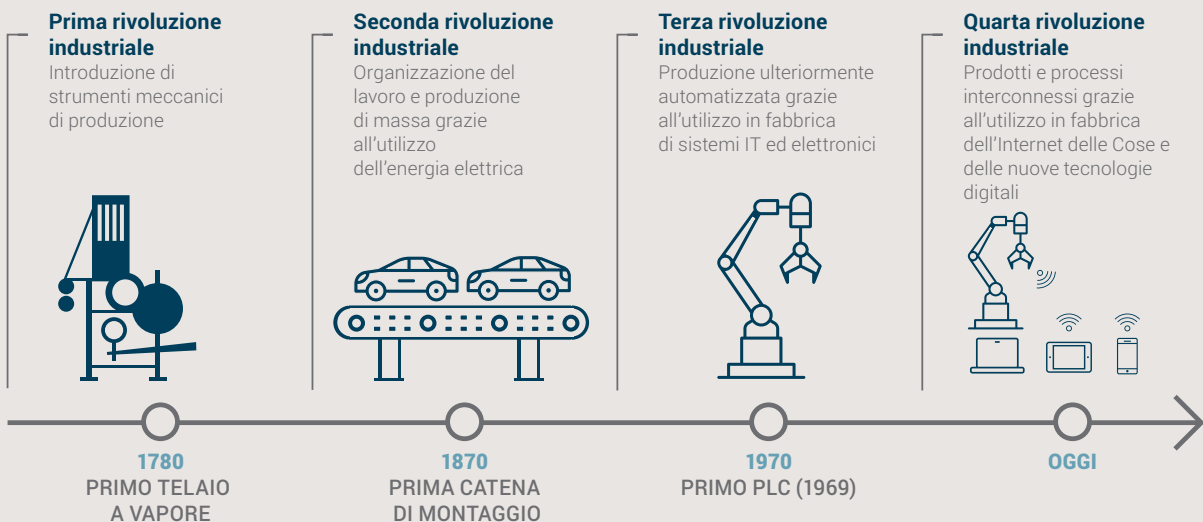 Prima rivoluzione
industriale
Introduzione di
strumenti meccanici
di produzione
Seconda rivoluzione
industriale
Organizzazione del
lavoro e produzione
di massa grazie
all'utilizzo
dell'energia elettrica
Terza rivoluzione
industriale
Produzione ulteriormente
automatizzata grazie
all'utilizzo in fabbrica
di sistemi IT ed elettronici
Quarta rivoluzione
industriale
Prodotti e processi
interconnessi grazie
all'utilizzo in fabbrica
dell'Internet delle Cose e
delle nuove tecnologie
digitali
1780
PRIMO TELAIO
A VAPORE
1870
PRIMA CATENA
DI MONTAGGIO
1970
PRIMO PLC (1969)
OGGI